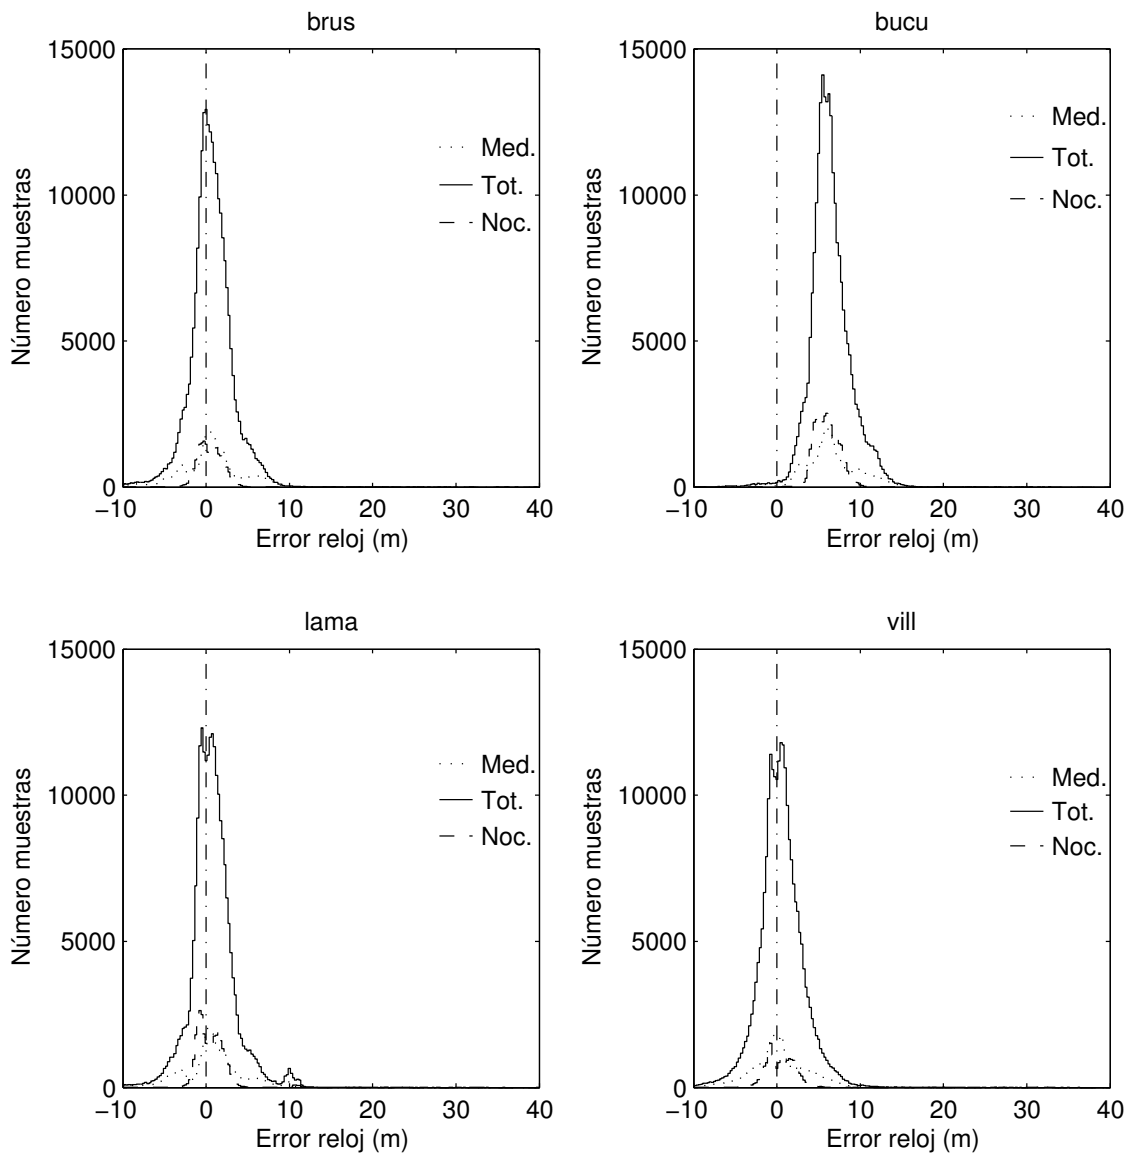 brus
15000
10000
5000
0
Número muestras
Med.
Tot.
Noc.
−10 0 10 20 30 40
Error reloj (m)
bucu
15000
10000
5000
0
Número muestras
Med.
Tot.
Noc.
−10 0 10 20 30 40
Error reloj (m)
lama
15000
10000
5000
0
Número muestras
Med.
Tot.
Noc.
−10 0 10 20 30 40
Error reloj (m)
vill
15000
10000
5000
0
Número muestras
Med.
Tot.
Noc.
−10 0 10 20 30 40
Error reloj (m)